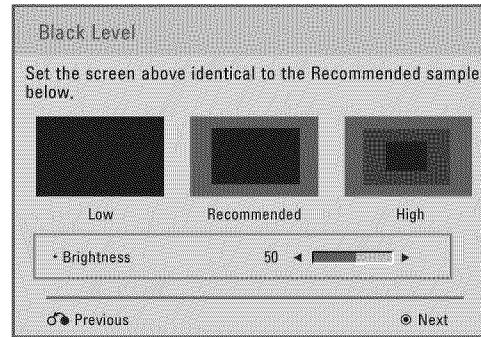 Black Level
Set the screen above identical to the Recommended sample
below.
Low Recommended High
• Brightness 50 ◄ ►
Previous ◉ Next